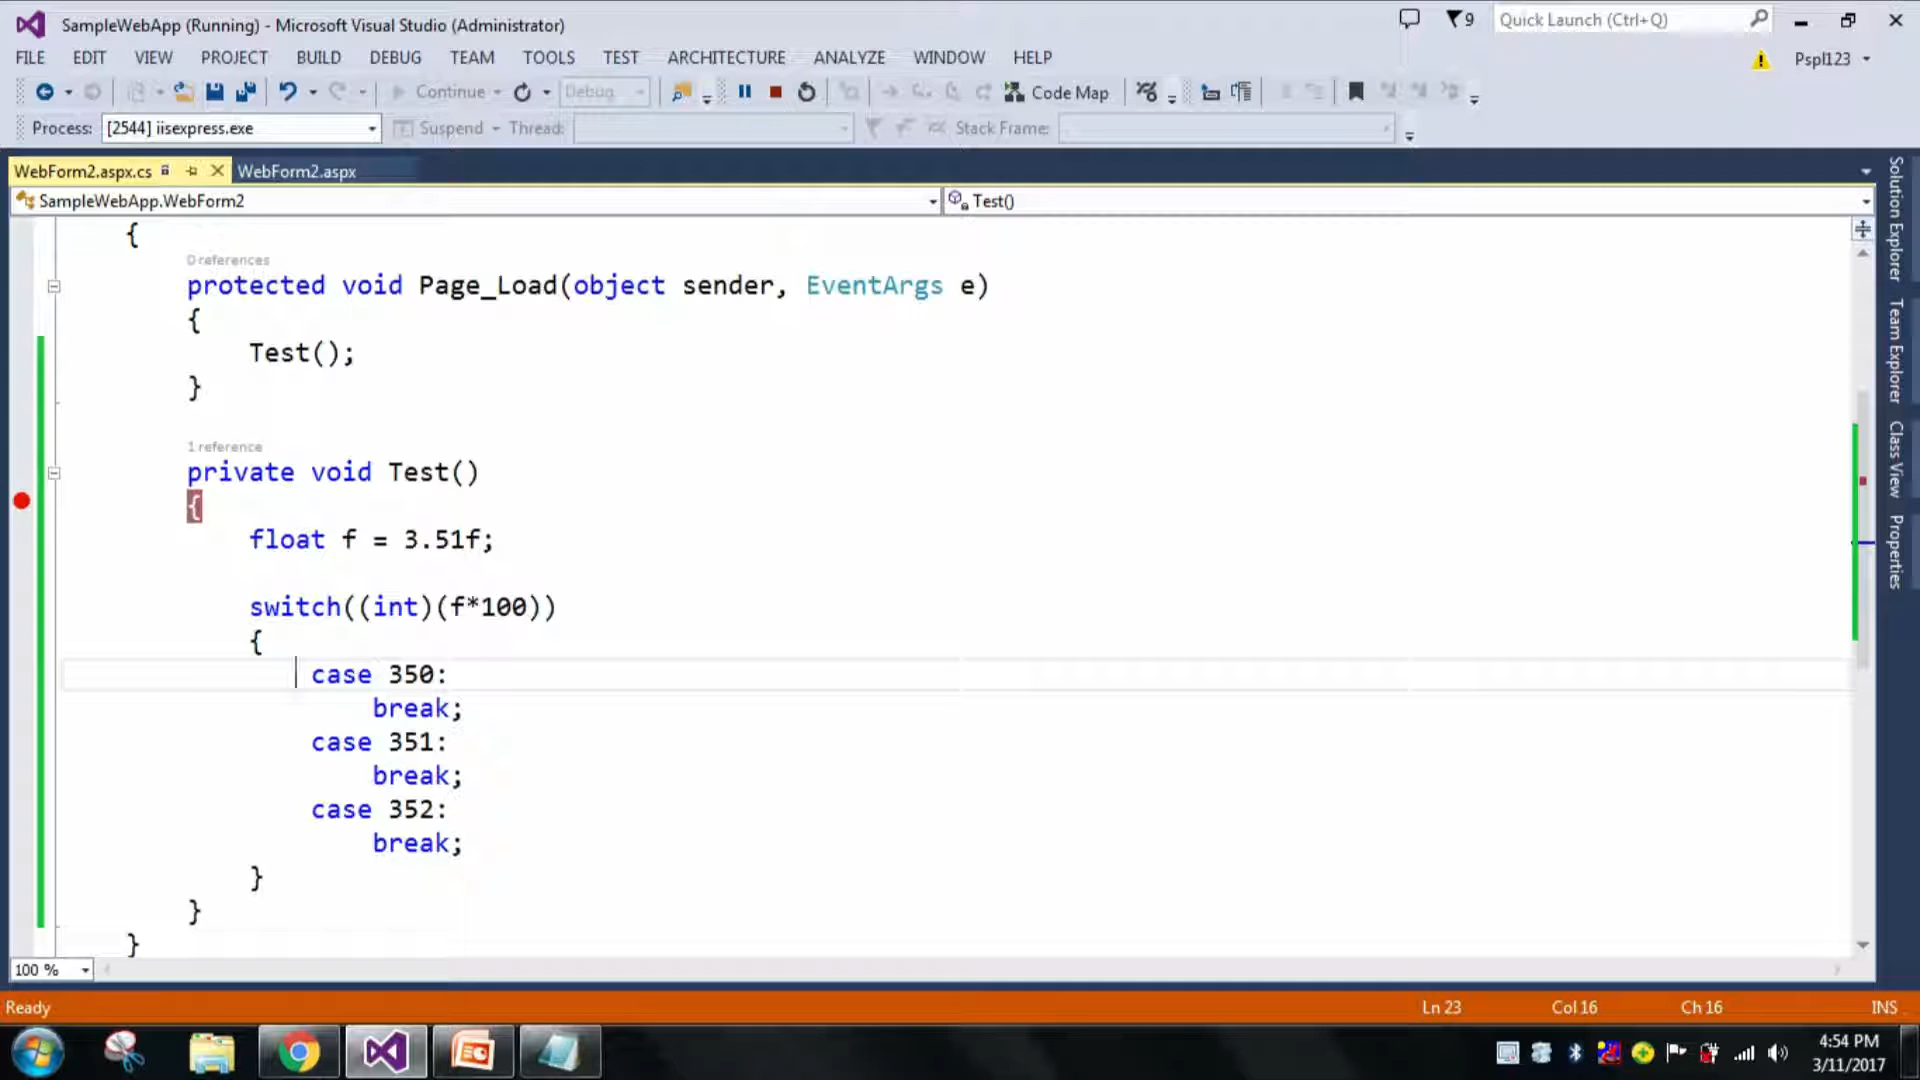 SampleWebApp (Running) - Microsoft Visual Studio (Administrator)
9
Quick Launch (Ctrl+Q)
FILE EDIT VIEW PROJECT BUILD DEBUG TEAM TOOLS TEST ARCHITECTURE ANALYZE WINDOW HELP
Pspl123
Continue Debug Code Map
Process: [2544] iisexpress.exe Suspend Thread: Stack Frame:
WebForm2.aspx.cs WebForm2.aspx
SampleWebApp.WebForm2 Test()
{
0 references
protected void Page_Load(object sender, EventArgs e)
{
Test();
}
1 reference
private void Test()
{
float f = 3.51f;
switch((int)(f*100))
{
case 350:
break;
case 351:
break;
case 352:
break;
}
}
}
Solution Explorer
Team Explorer
Class View
Properties
100 %
Ready Ln 23 Col 16 Ch 16 INS
4:54 PM
3/11/2017